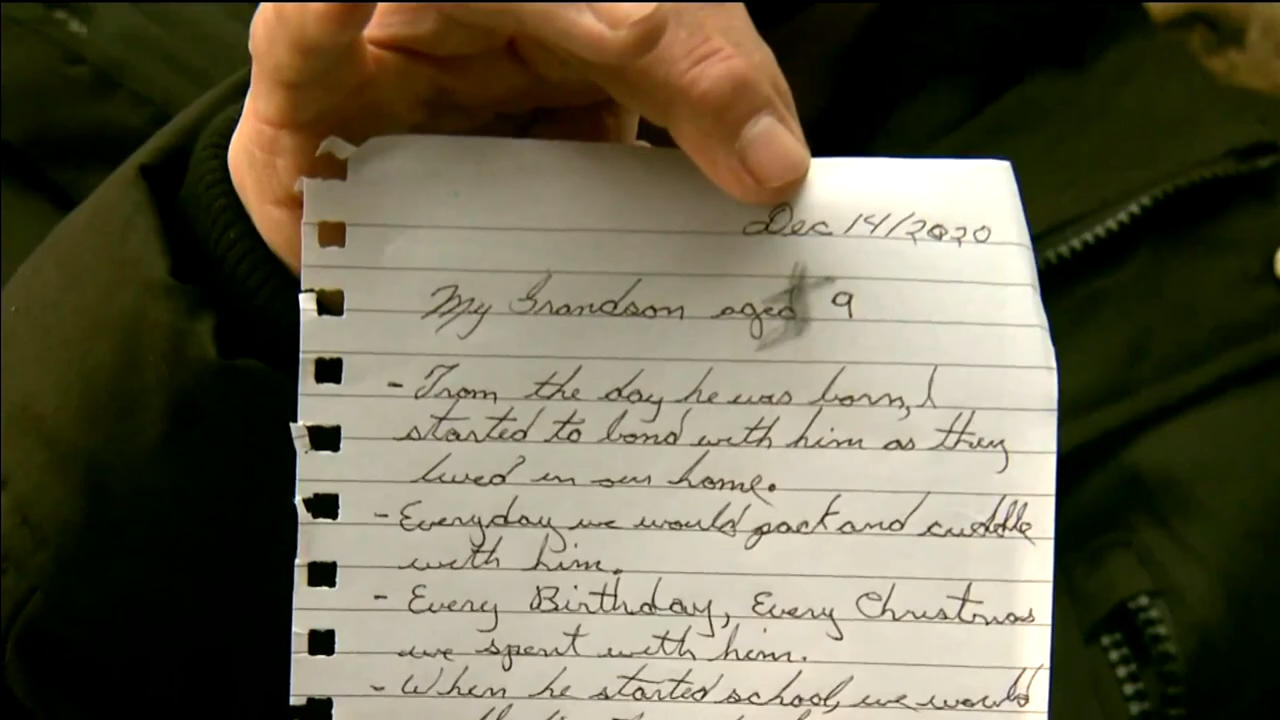 Dec 14/2020
My Grandson aged 9
- From the day he was born, I
started to bond with him as they
lived in our home.
- Everyday we would pack and cuddle
with him.
- Every Birthday, Every Christmas
we spent with him.
- When he started school, we would